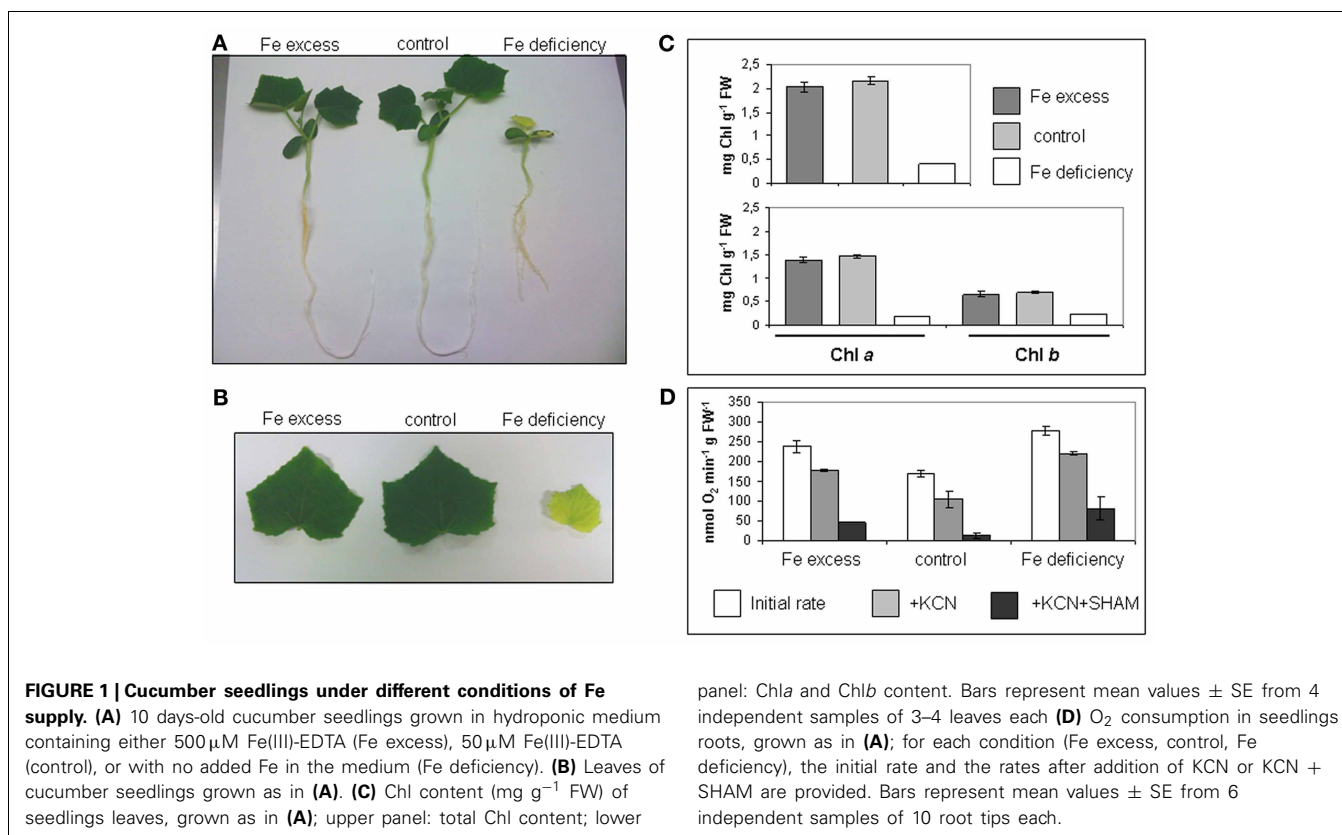 A
Fe excess control Fe deficiency
B
Fe excess control Fe deficiency
C
mg Chl g-1 FW
2,5
2
1,5
1
0,5
0
Fe excess
control
Fe deficiency
mg Chl g-1 FW
2,5
2
1,5
1
0,5
0
Chl a Chl b
D
nmol O2 min-1 g FW-1
350
300
250
200
150
100
50
0
Fe excess control Fe deficiency
Initial rate +KCN +KCN+SHAM
FIGURE 1 | Cucumber seedlings under different conditions of Fe
supply. (A) 10 days-old cucumber seedlings grown in hydroponic medium
containing either 500 μM Fe(III)-EDTA (Fe excess), 50 μM Fe(III)-EDTA
(control), or with no added Fe in the medium (Fe deficiency). (B) Leaves of
cucumber seedlings grown as in (A). (C) Chl content (mg g−1 FW) of
seedlings leaves, grown as in (A); upper panel: total Chl content; lower
panel: Chla and Chlb content. Bars represent mean values ± SE from 4
independent samples of 3–4 leaves each (D) O2 consumption in seedlings
roots, grown as in (A); for each condition (Fe excess, control, Fe
deficiency), the initial rate and the rates after addition of KCN or KCN +
SHAM are provided. Bars represent mean values ± SE from 6
independent samples of 10 root tips each.